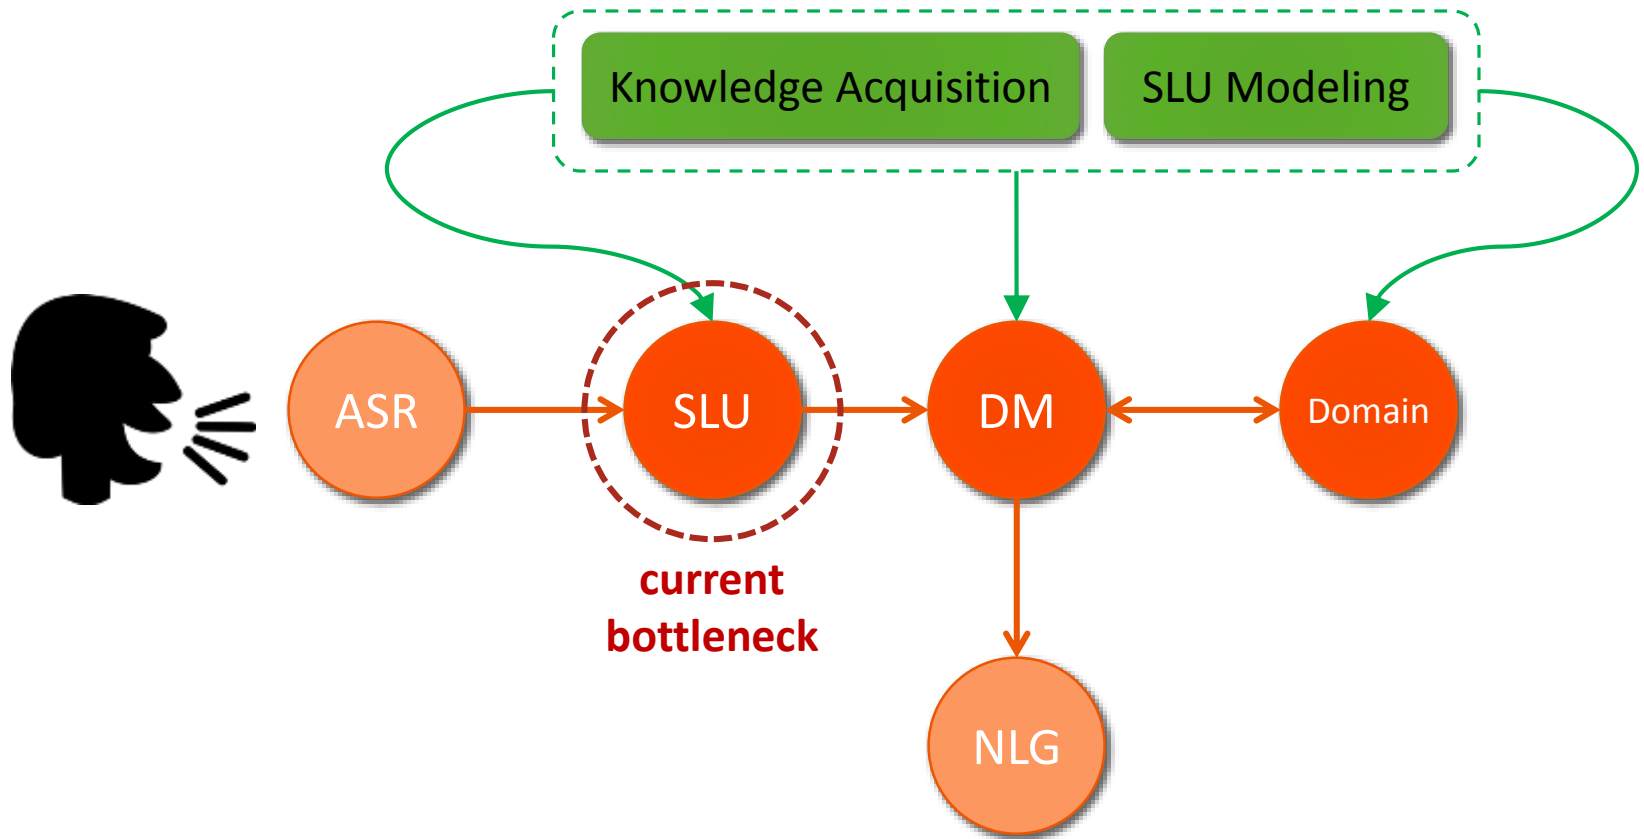 Knowledge Acquisition
SLU Modeling
ASR
SLU
DM
Domain
current
bottleneck
NLG